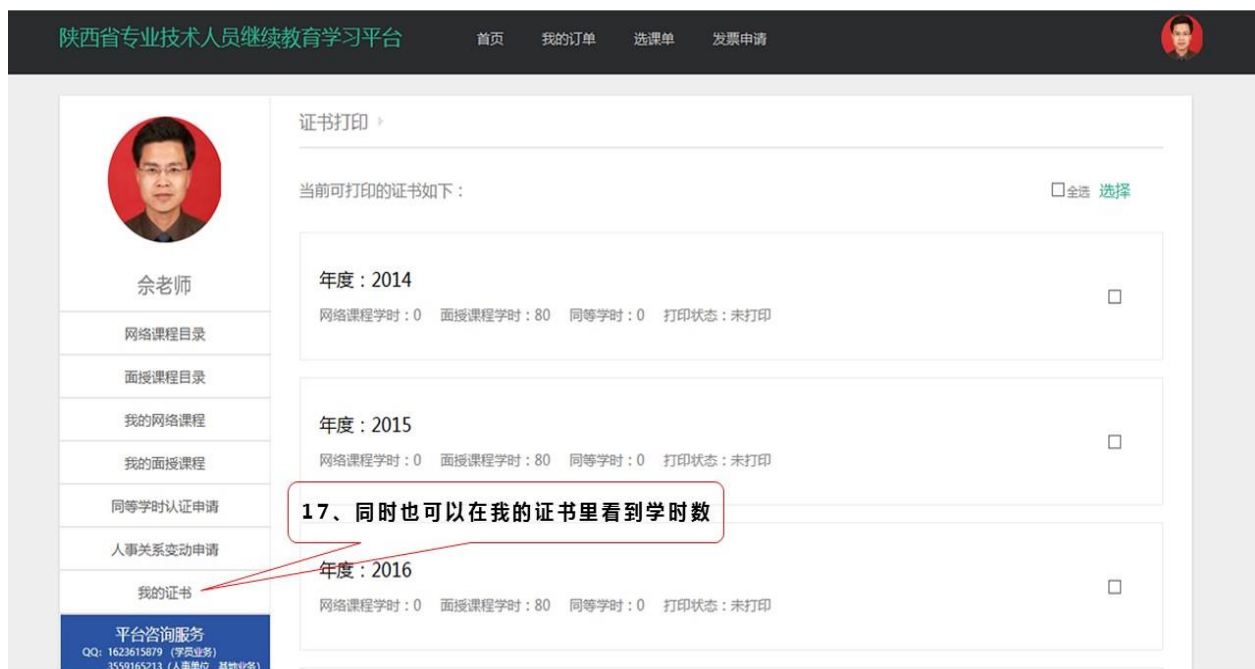 陕西省专业技术人员继续教育学习平台 首页 我的订单 选课单 发票申请
证书打印
当前可打印的证书如下： 全选 选择
佘老师
网络课程目录
面授课程目录
我的网络课程
我的面授课程
同等学时认证申请
人事关系变动申请
我的证书
平台咨询服务
QQ: 1623615879 （学员业务）
3559165213 （人事单位、基地业务）
年度：2014
网络课程学时：0 面授课程学时：80 同等学时：0 打印状态：未打印
年度：2015
网络课程学时：0 面授课程学时：80 同等学时：0 打印状态：未打印
17、同时也可以在我的证书里看到学时数
年度：2016
网络课程学时：0 面授课程学时：80 同等学时：0 打印状态：未打印